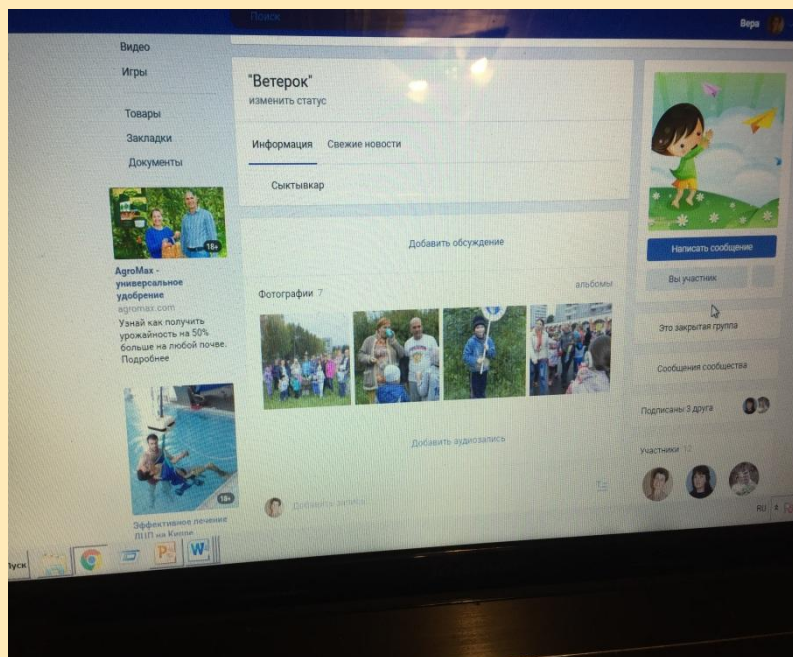 Поиск
Вера
Видео
Игры
Товары
Закладки
Документы
18+
AgroMax -
универсальное
удобрение
agromax.com
Узнай как получить
урожайность на 50%
больше на любой почве.
Подробнее
18+
Эффективное лечение
ДЦП на Кипре
"Ветерок"
изменить статус
Информация Свежие новости
Сыктывкар
Добавить обсуждение
Фотографии 7 альбомы
Добавить аудиозапись
Добавить запись...
Написать сообщение
Вы участник
Это закрытая группа
Сообщения сообщества
Подписаны 3 друга
Участники 12
RU
Пуск